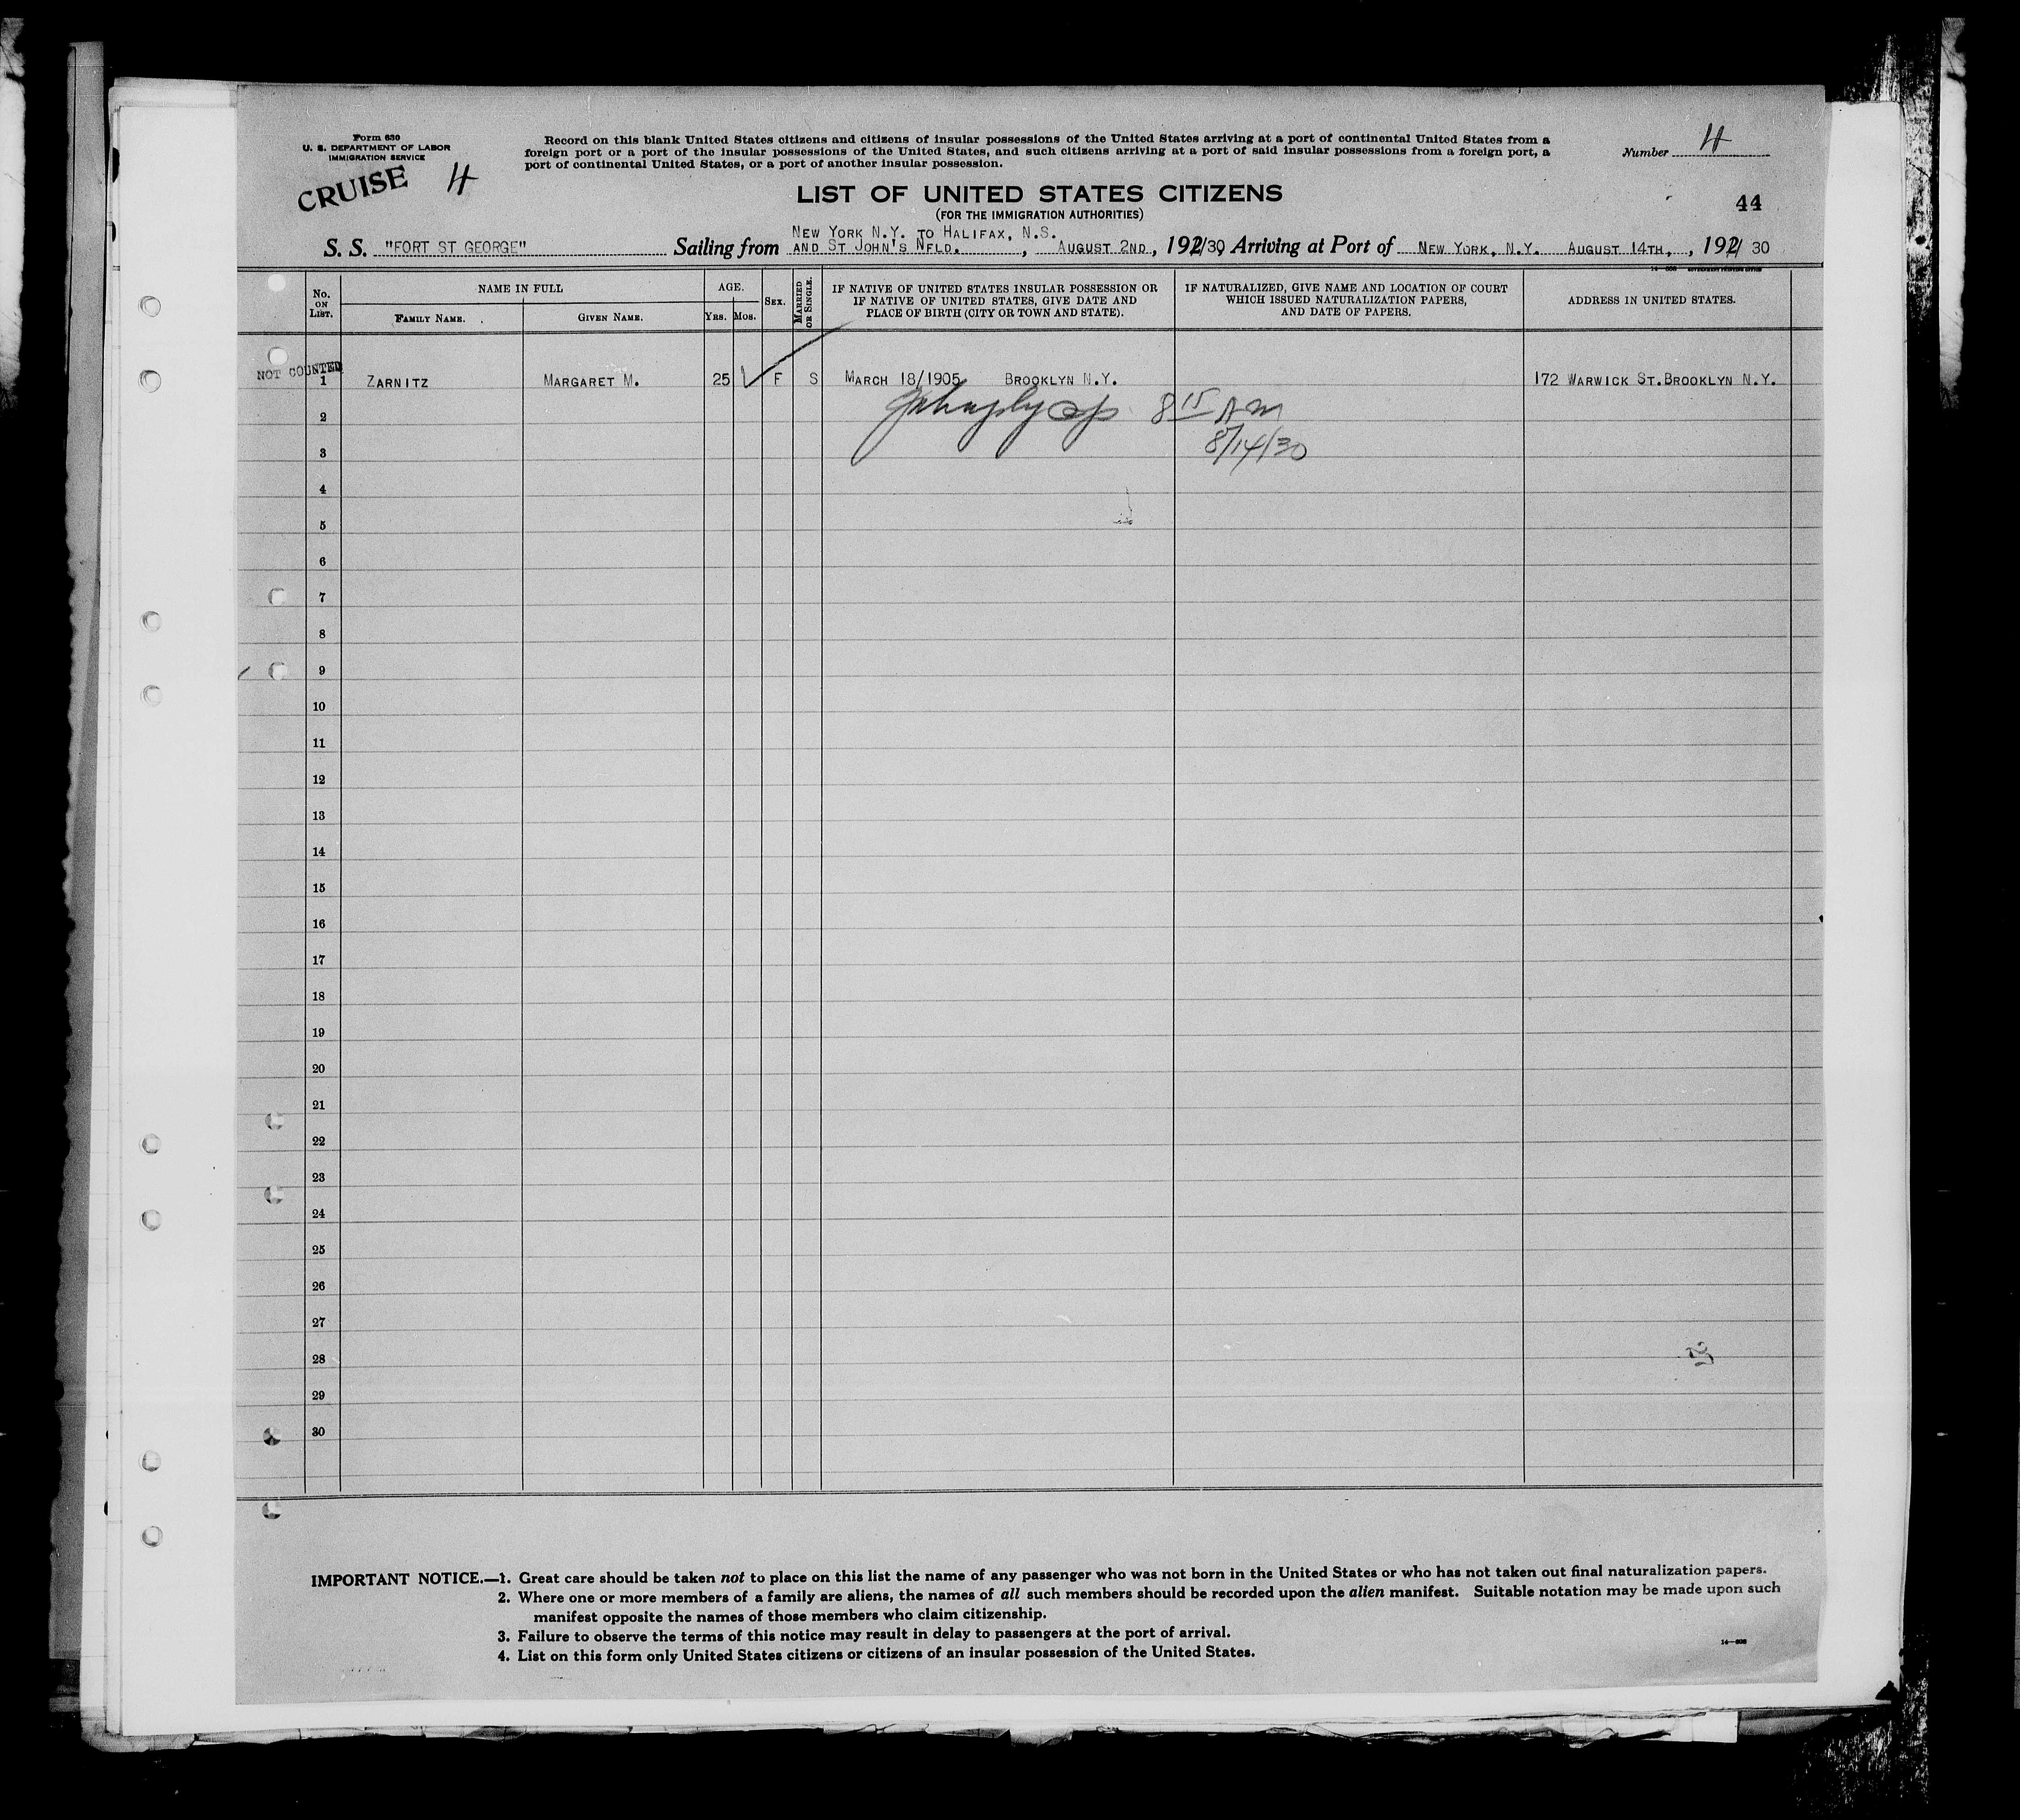 Form 630
U. S. DEPARTMENT OF LABOR
IMMIGRATION SERVICE
CRUISE 4
Record on this blank United States citizens and citizens of insular possessions of the United States arriving at a port of continental United States from a
foreign port or a port of the insular possessions of the United States, and such citizens arriving at a port of said insular possessions from a foreign port, a
port of continental United States, or a port of another insular possession.
Number 4
LIST OF UNITED STATES CITIZENS
(FOR THE IMMIGRATION AUTHORITIES)
44
NEW YORK N.Y. TO HALIFAX, N.S.
S. S. "FORT ST GEORGE" Sailing from AND ST JOHN'S NFLD. , AUGUST 2ND, 192/30, Arriving at Port of NEW YORK, N.Y. AUGUST 14TH, , 192/ 30
No. ON LIST.
NAME IN FULL
FAMILY NAME.
GIVEN NAME.
AGE.
YRS. MOS.
SEX.
MARRIED OR SINGLE.
IF NATIVE OF UNITED STATES INSULAR POSSESSION OR
IF NATIVE OF UNITED STATES, GIVE DATE AND
PLACE OF BIRTH (CITY OR TOWN AND STATE).
IF NATURALIZED, GIVE NAME AND LOCATION OF COURT
WHICH ISSUED NATURALIZATION PAPERS,
AND DATE OF PAPERS.
ADDRESS IN UNITED STATES.
NOT COUNTED
1 ZARNITZ MARGARET M. 25 F S MARCH 18/1905 BROOKLYN N.Y. 172 WARWICK ST.BROOKLYN N.Y.
2 8 15 AM
3 8/14/30
4
5
6
7
8
9
10
11
12
13
14
15
16
17
18
19
20
21
22
23
24
25
26
27
28
29
30
IMPORTANT NOTICE.—1. Great care should be taken not to place on this list the name of any passenger who was not born in the United States or who has not taken out final naturalization papers.
2. Where one or more members of a family are aliens, the names of all such members should be recorded upon the alien manifest. Suitable notation may be made upon such
manifest opposite the names of those members who claim citizenship.
3. Failure to observe the terms of this notice may result in delay to passengers at the port of arrival.
4. List on this form only United States citizens or citizens of an insular possession of the United States.